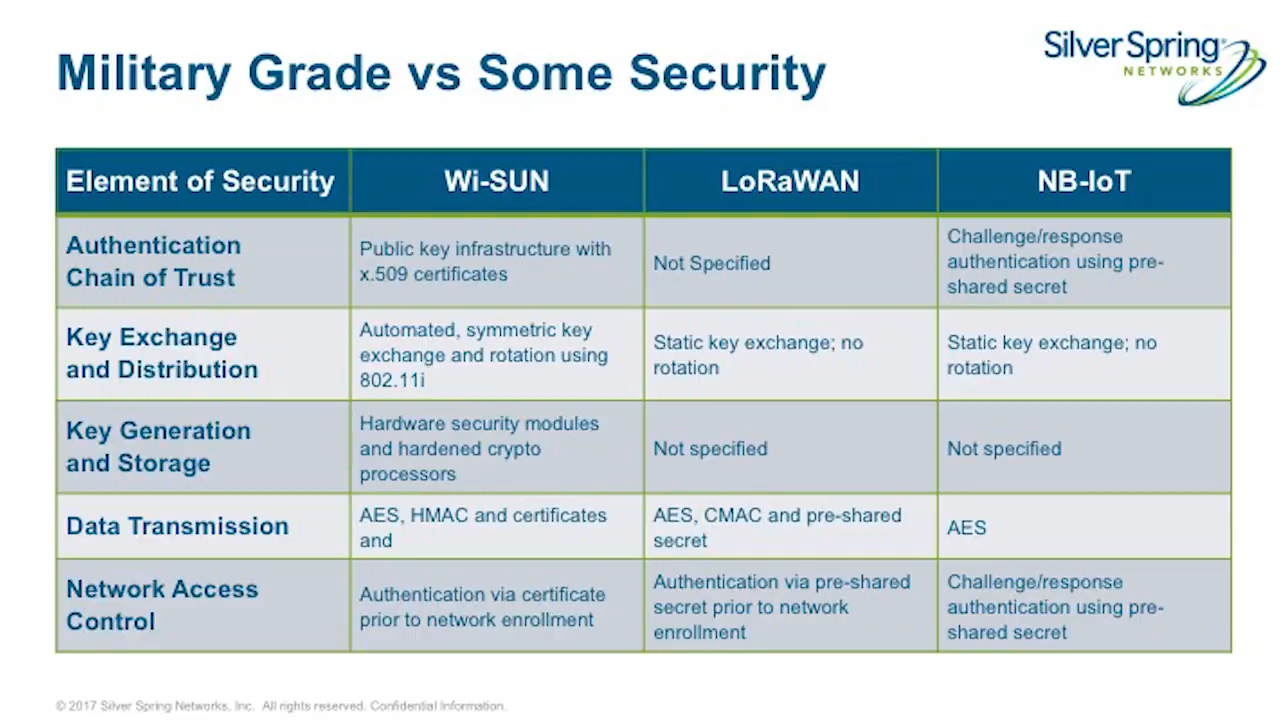 Military Grade vs Some Security
Silver Spring
NETWORKS
Element of Security
Wi-SUN
LoRaWAN
NB-IoT
Authentication
Chain of Trust
Public key infrastructure with
x.509 certificates
Not Specified
Challenge/response
authentication using pre-
shared secret
Key Exchange
and Distribution
Automated, symmetric key
exchange and rotation using
802.11i
Static key exchange; no
rotation
Static key exchange; no
rotation
Key Generation
and Storage
Hardware security modules
and hardened crypto
processors
Not specified
Not specified
Data Transmission
AES, HMAC and certificates
and
AES, CMAC and pre-shared
secret
AES
Network Access
Control
Authentication via certificate
prior to network enrollment
Authentication via pre-shared
secret prior to network
enrollment
Challenge/response
authentication using pre-
shared secret
© 2017 Silver Spring Networks, Inc. All rights reserved. Confidential Information.